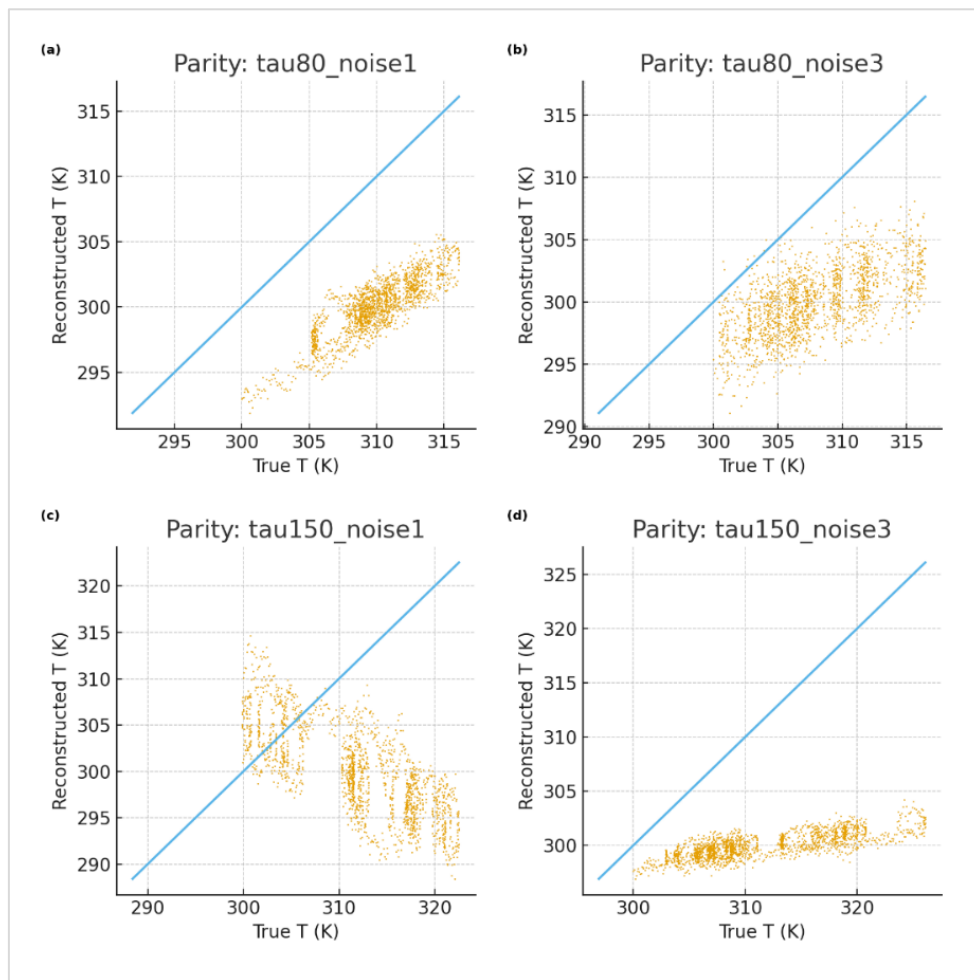 (a)
Parity: tau80_noise1
Reconstructed T (K)
315
310
305
300
295
295
300
305
310
315
True T (K)
(b)
Parity: tau80_noise3
Reconstructed T (K)
315
310
305
300
295
290
290
295
300
305
310
315
True T (K)
(c)
Parity: tau150_noise1
Reconstructed T (K)
320
315
310
305
300
295
290
290
300
310
320
True T (K)
(d)
Parity: tau150_noise3
Reconstructed T (K)
325
320
315
310
305
300
300
310
320
True T (K)